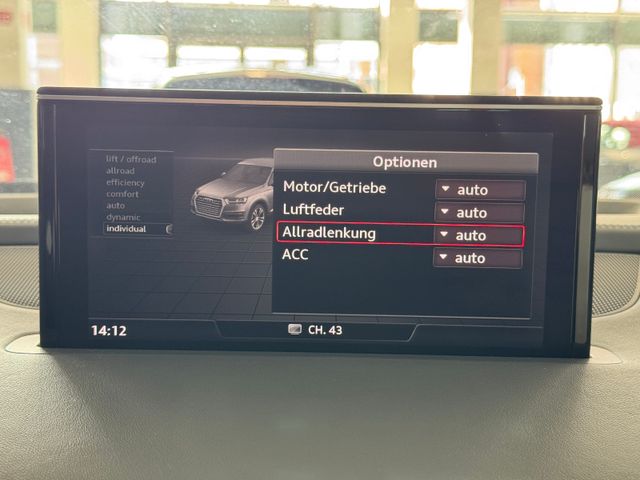 lift / offroad
allroad
efficiency
comfort
auto
dynamic
individual
Optionen
Motor/Getriebe auto
Luftfeder auto
Allradlenkung auto
ACC auto
14:12 CH. 43